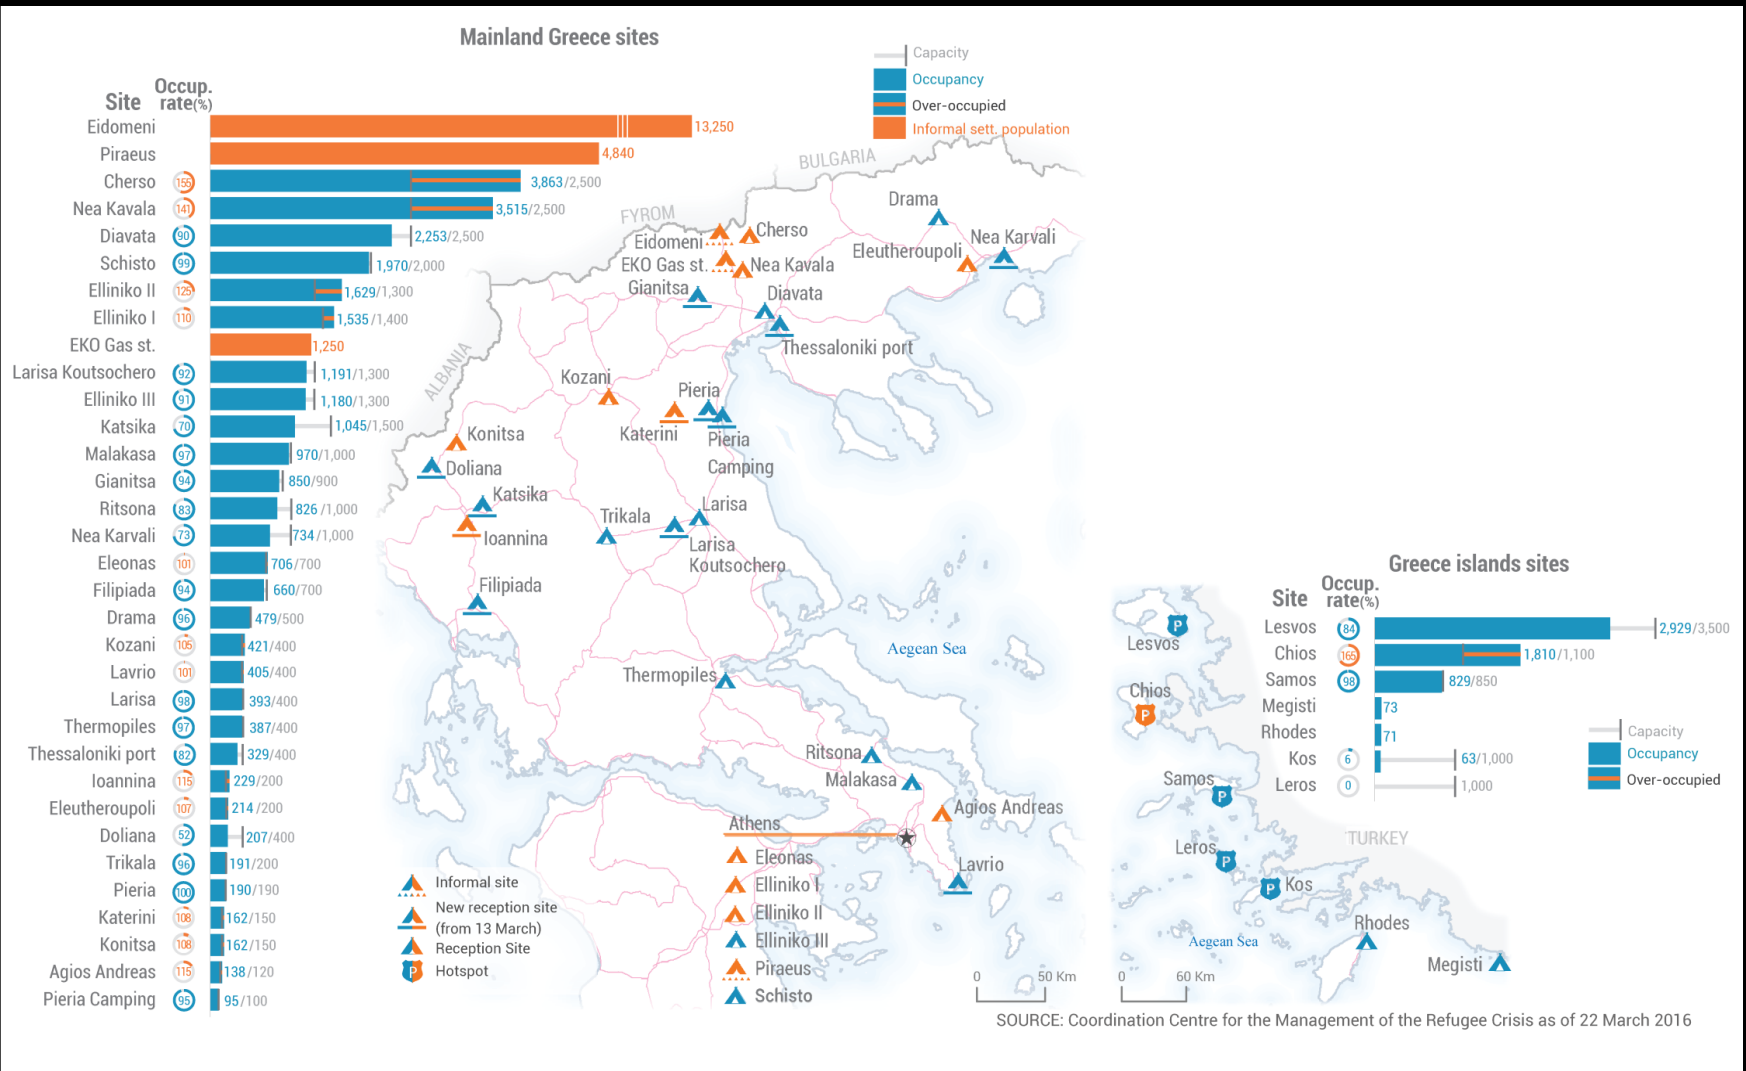 Mainland Greece sites
Capacity
Occupancy
Over-occupied
Informal sett. population
Site
Occup.
rate(%)
Eidomeni 13,250
Piraeus 4,840
Cherso 155 3,863/2,500
Nea Kavala 141 3,515/2,500
Diavata 90 2,253/2,500
Schisto 99 1,970/2,000
Elliniko II 125 1,629/1,300
Elliniko I 110 1,535/1,400
EKO Gas st. 1,250
Larisa Koutsochero 92 1,191/1,300
Elliniko III 91 1,180/1,300
Katsika 70 1,045/1,500
Malakasa 97 970/1,000
Gianitsa 94 850/900
Ritsona 83 826/1,000
Nea Karvali 73 734/1,000
Eleonas 101 706/700
Filipiada 94 660/700
Drama 96 479/500
Kozani 105 421/400
Lavrio 101 405/400
Larisa 98 393/400
Thermopiles 97 387/400
Thessaloniki port 82 329/400
Ioannina 115 229/200
Eleutheroupoli 107 214/200
Doliana 52 207/400
Trikala 96 191/200
Pieria 100 190/190
Katerini 108 162/150
Konitsa 108 162/150
Agios Andreas 115 138/120
Pieria Camping 95 95/100
BULGARIA
FYROM
ALBANIA
Drama
Nea Karvali
Eleutheroupoli
Cherso
Eidomeni
EKO Gas st.
Nea Kavala
Gianitsa
Diavata
Thessaloniki port
Kozani
Pieria
Katerini
Pieria
Camping
Konitsa
Doliana
Katsika
Ioannina
Trikala
Larisa
Larisa
Koutsochero
Filipiada
Aegean Sea
Thermopiles
Ritsona
Malakasa
Agios Andreas
Athens
Lavrio
Eleonas
Elliniko I
Elliniko II
Elliniko III
Piraeus
Schisto
Informal site
New reception site
(from 13 March)
Reception Site
P Hotspot
0 50 Km
Greece islands sites
Site
Occup.
rate(%)
Lesvos 84 2,929/3,500
Chios 165 1,810/1,100
Samos 98 829/850
Megisti 73
Rhodes 71
Kos 6 63/1,000
Leros 0 1,000
Capacity
Occupancy
Over-occupied
P
Lesvos
Chios
P
Samos
P
TURKEY
Leros
P
P Kos
Rhodes
Aegean Sea
Megisti
0 60 Km
SOURCE: Coordination Centre for the Management of the Refugee Crisis as of 22 March 2016